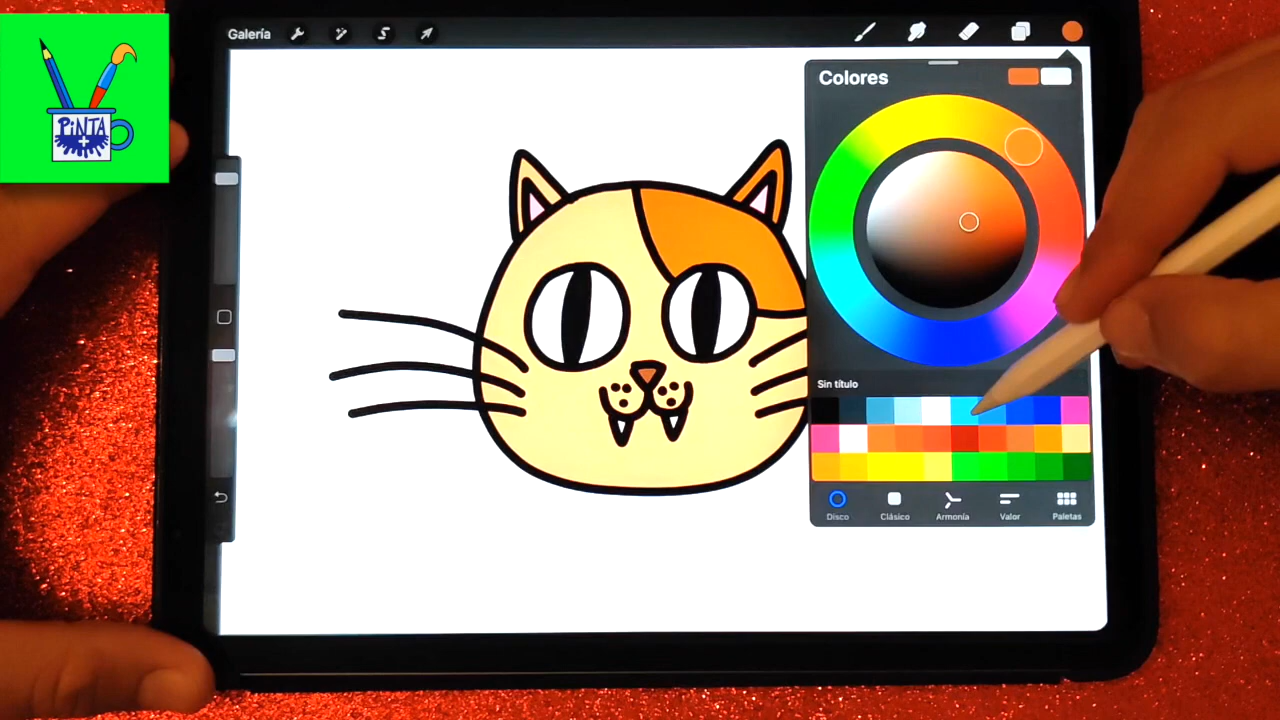 Galería
PiNTA
+
Colores
Sin título
Disco
Clásico
Armonía
Valor
Paletas